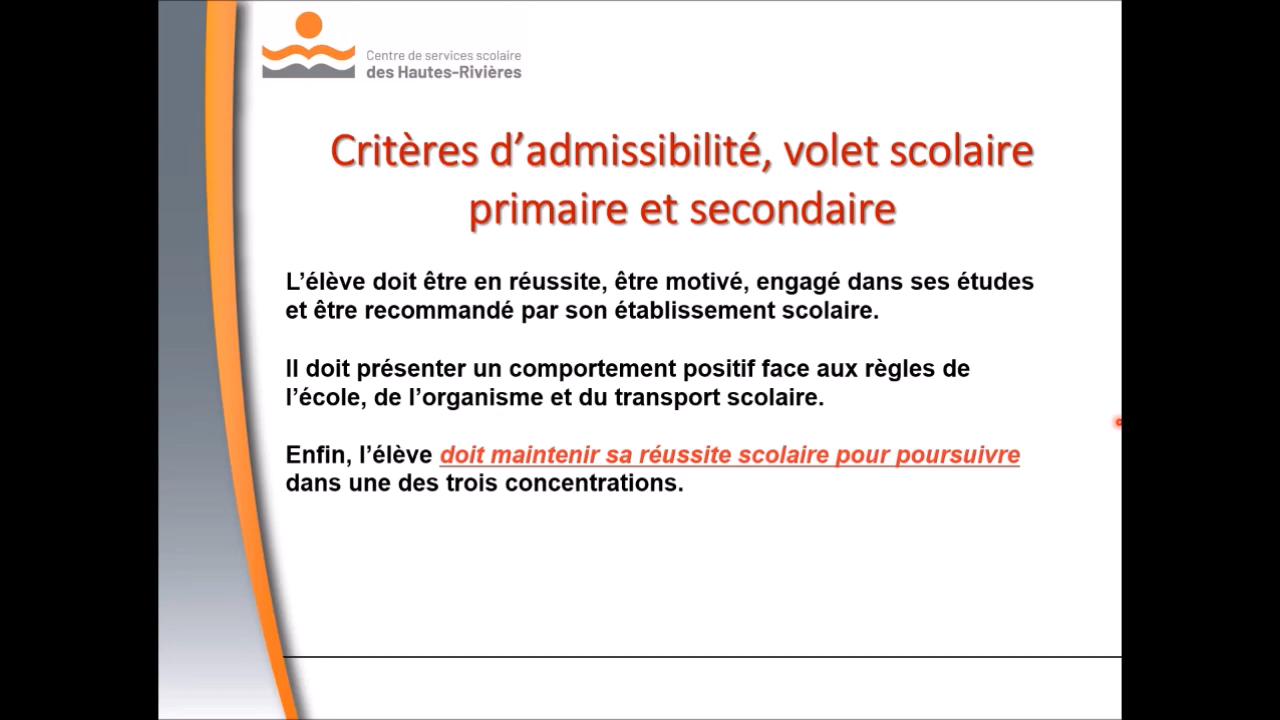 Centre de services scolaire
des Hautes-Rivières
Critères d’admissibilité, volet scolaire
primaire et secondaire
L’élève doit être en réussite, être motivé, engagé dans ses études
et être recommandé par son établissement scolaire.
Il doit présenter un comportement positif face aux règles de
l’école, de l’organisme et du transport scolaire.
Enfin, l’élève doit maintenir sa réussite scolaire pour poursuivre
dans une des trois concentrations.